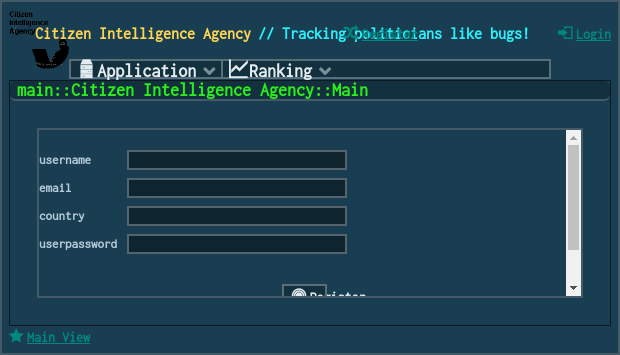 Citizen
Intelligence
Agency
Citizen Intelligence Agency // Tracking politicians like bugs!
Login
Application
Ranking
main::Citizen Intelligence Agency::Main
username
email
country
userpassword
Register
Main View